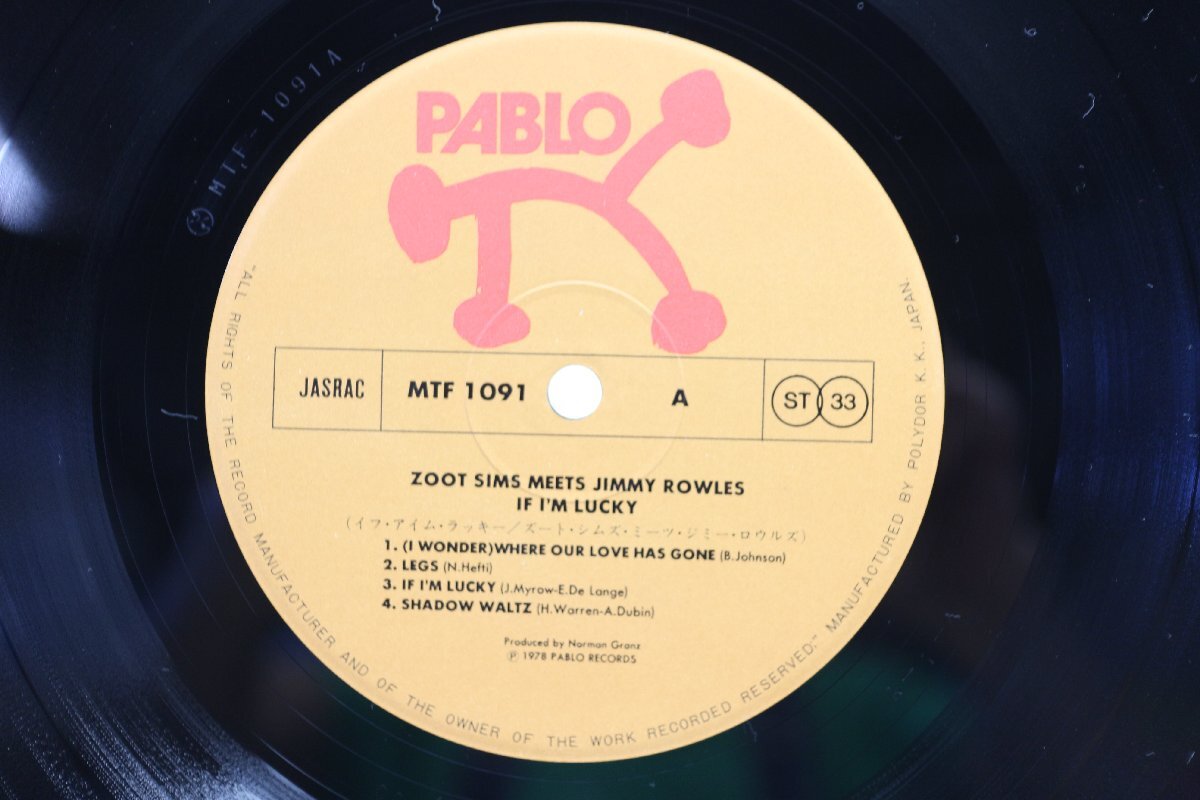 MTF-1091A
PABLO
JASRAC MTF 1091 A ST 33
ZOOT SIMS MEETS JIMMY ROWLES
IF I'M LUCKY
(イフ・アイム・ラッキー/ズート・シムズ・ミーツ・ジミー・ロウルズ)
1. (I WONDER)WHERE OUR LOVE HAS GONE (B.Johnson)
2. LEGS (N.Hefti)
3. IF I'M LUCKY (J.Myrow-E.De Lange)
4. SHADOW WALTZ (H.Warren-A.Dubin)
Produced by Norman Granz
℗ 1978 PABLO RECORDS
"ALL RIGHTS OF THE RECORD MANUFACTURER AND OF THE OWNER OF THE WORK RECORDED RESERVED." MANUFACTURED BY POLYDOR K.K., JAPAN.